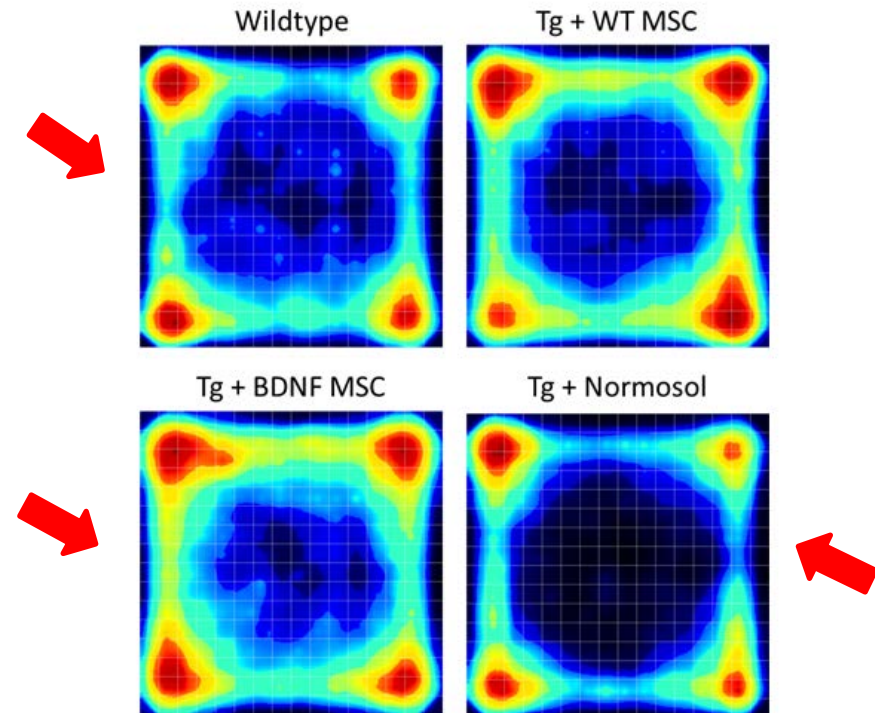 Wildtype
Tg + WT MSC
Tg + BDNF MSC
Tg + Normosol